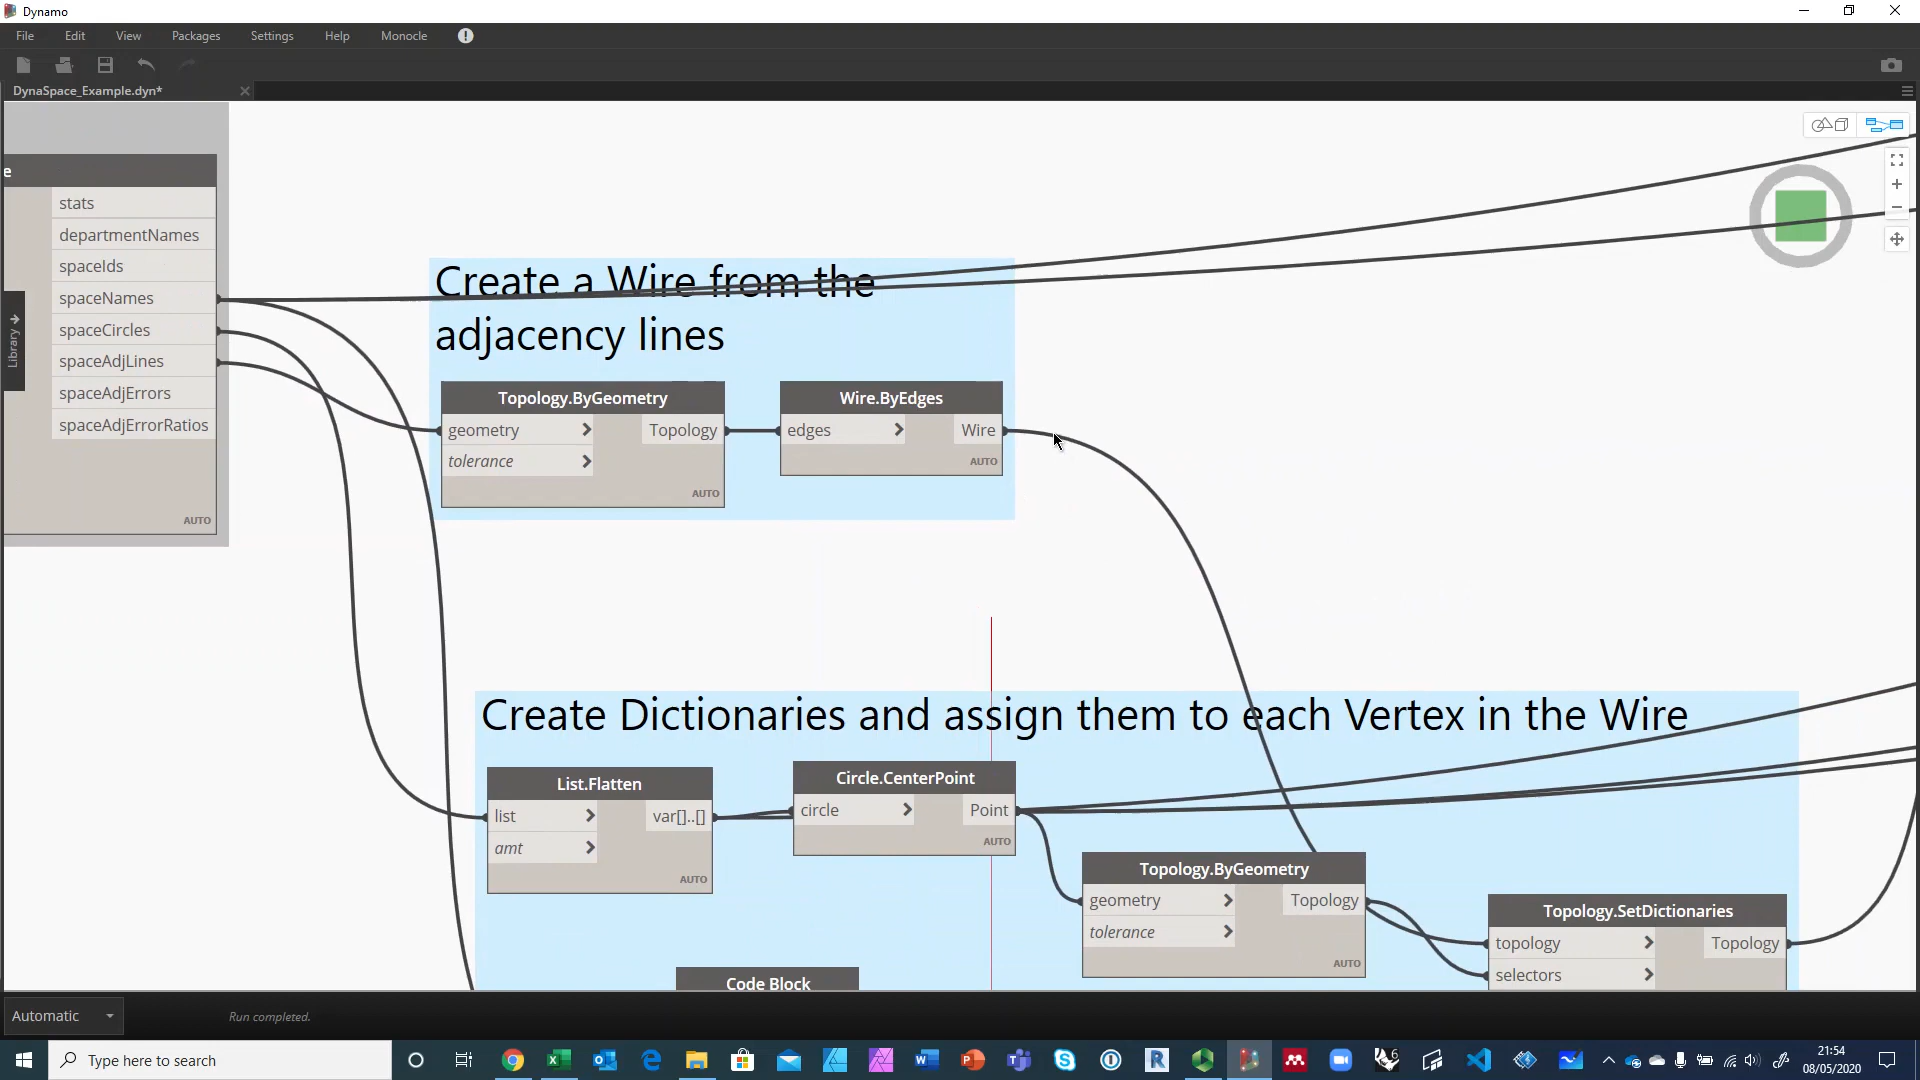 Dynamo
File Edit View Packages Settings Help Monocle
DynaSpace_Example.dyn*
e
stats
departmentNames
spaceIds
spaceNames
spaceCircles
spaceAdjLines
spaceAdjErrors
spaceAdjErrorRatios
AUTO
Library
Create a Wire from the
adjacency lines
Topology.ByGeometry
geometry > Topology
tolerance >
AUTO
Wire.ByEdges
edges > Wire
AUTO
Create Dictionaries and assign them to each Vertex in the Wire
List.Flatten
list > var[]..[]
amt >
AUTO
Circle.CenterPoint
circle > Point
AUTO
Topology.ByGeometry
geometry > Topology
tolerance >
AUTO
Topology.SetDictionaries
topology > Topology
selectors >
Code Block
Automatic
Run completed.
Type here to search
21:54
08/05/2020